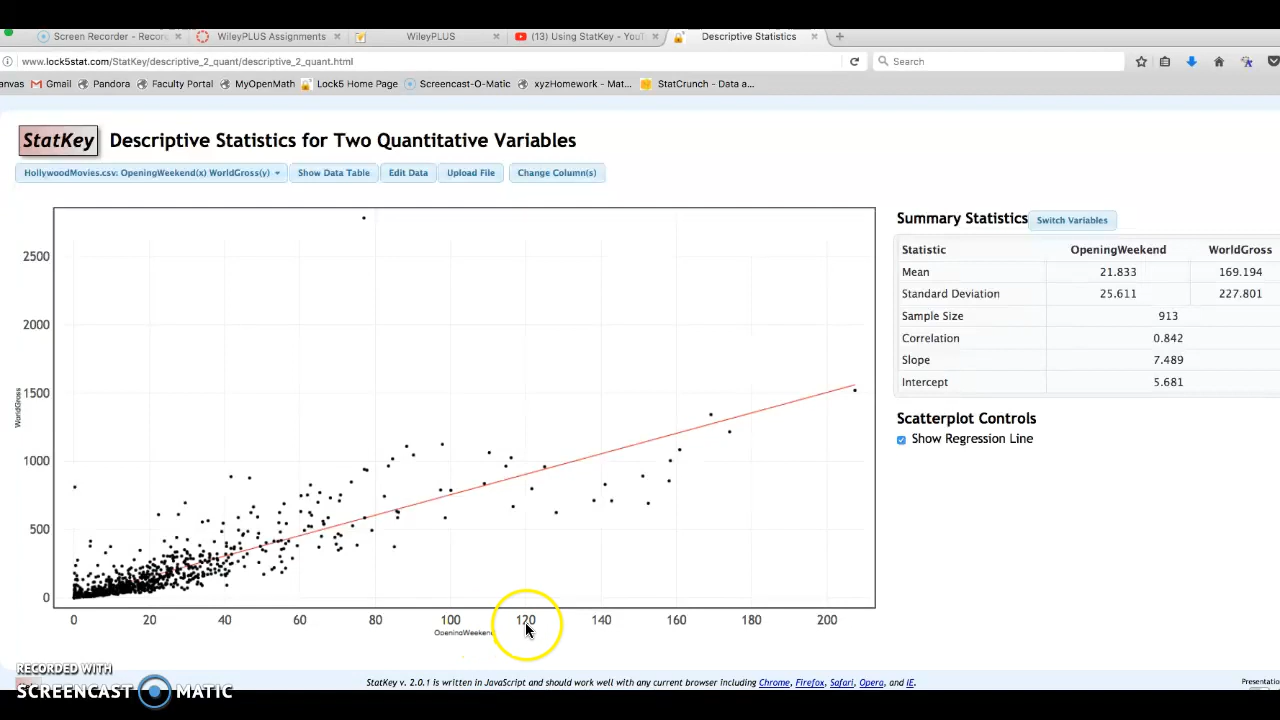 Screen Recorder - Recor WileyPLUS Assignments WileyPLUS (13) Using StatKey - YouT Descriptive Statistics
www.lock5stat.com/StatKey/descriptive_2_quant/descriptive_2_quant.html Search
anvas Gmail Pandora Faculty Portal MyOpenMath Lock5 Home Page Screencast-O-Matic xyzHomework - Mat... StatCrunch - Data a...
StatKey Descriptive Statistics for Two Quantitative Variables
HollywoodMovies.csv: OpeningWeekend(x) WorldGross(y) Show Data Table Edit Data Upload File Change Column(s)
Summary Statistics Switch Variables
Statistic OpeningWeekend WorldGross
Mean 21.833 169.194
Standard Deviation 25.611 227.801
Sample Size 913
Correlation 0.842
Slope 7.489
Intercept 5.681
Scatterplot Controls
Show Regression Line
2500
2000
1500
1000
500
0
WorldGross
0 20 40 60 80 100 120 140 160 180 200
OpeningWeekend
RECORDED WITH
SCREENCAST MATIC
StatKey v. 2.0.1 is written in JavaScript and should work well with any current browser including Chrome, Firefox, Safari, Opera, and IE.
Presentatio